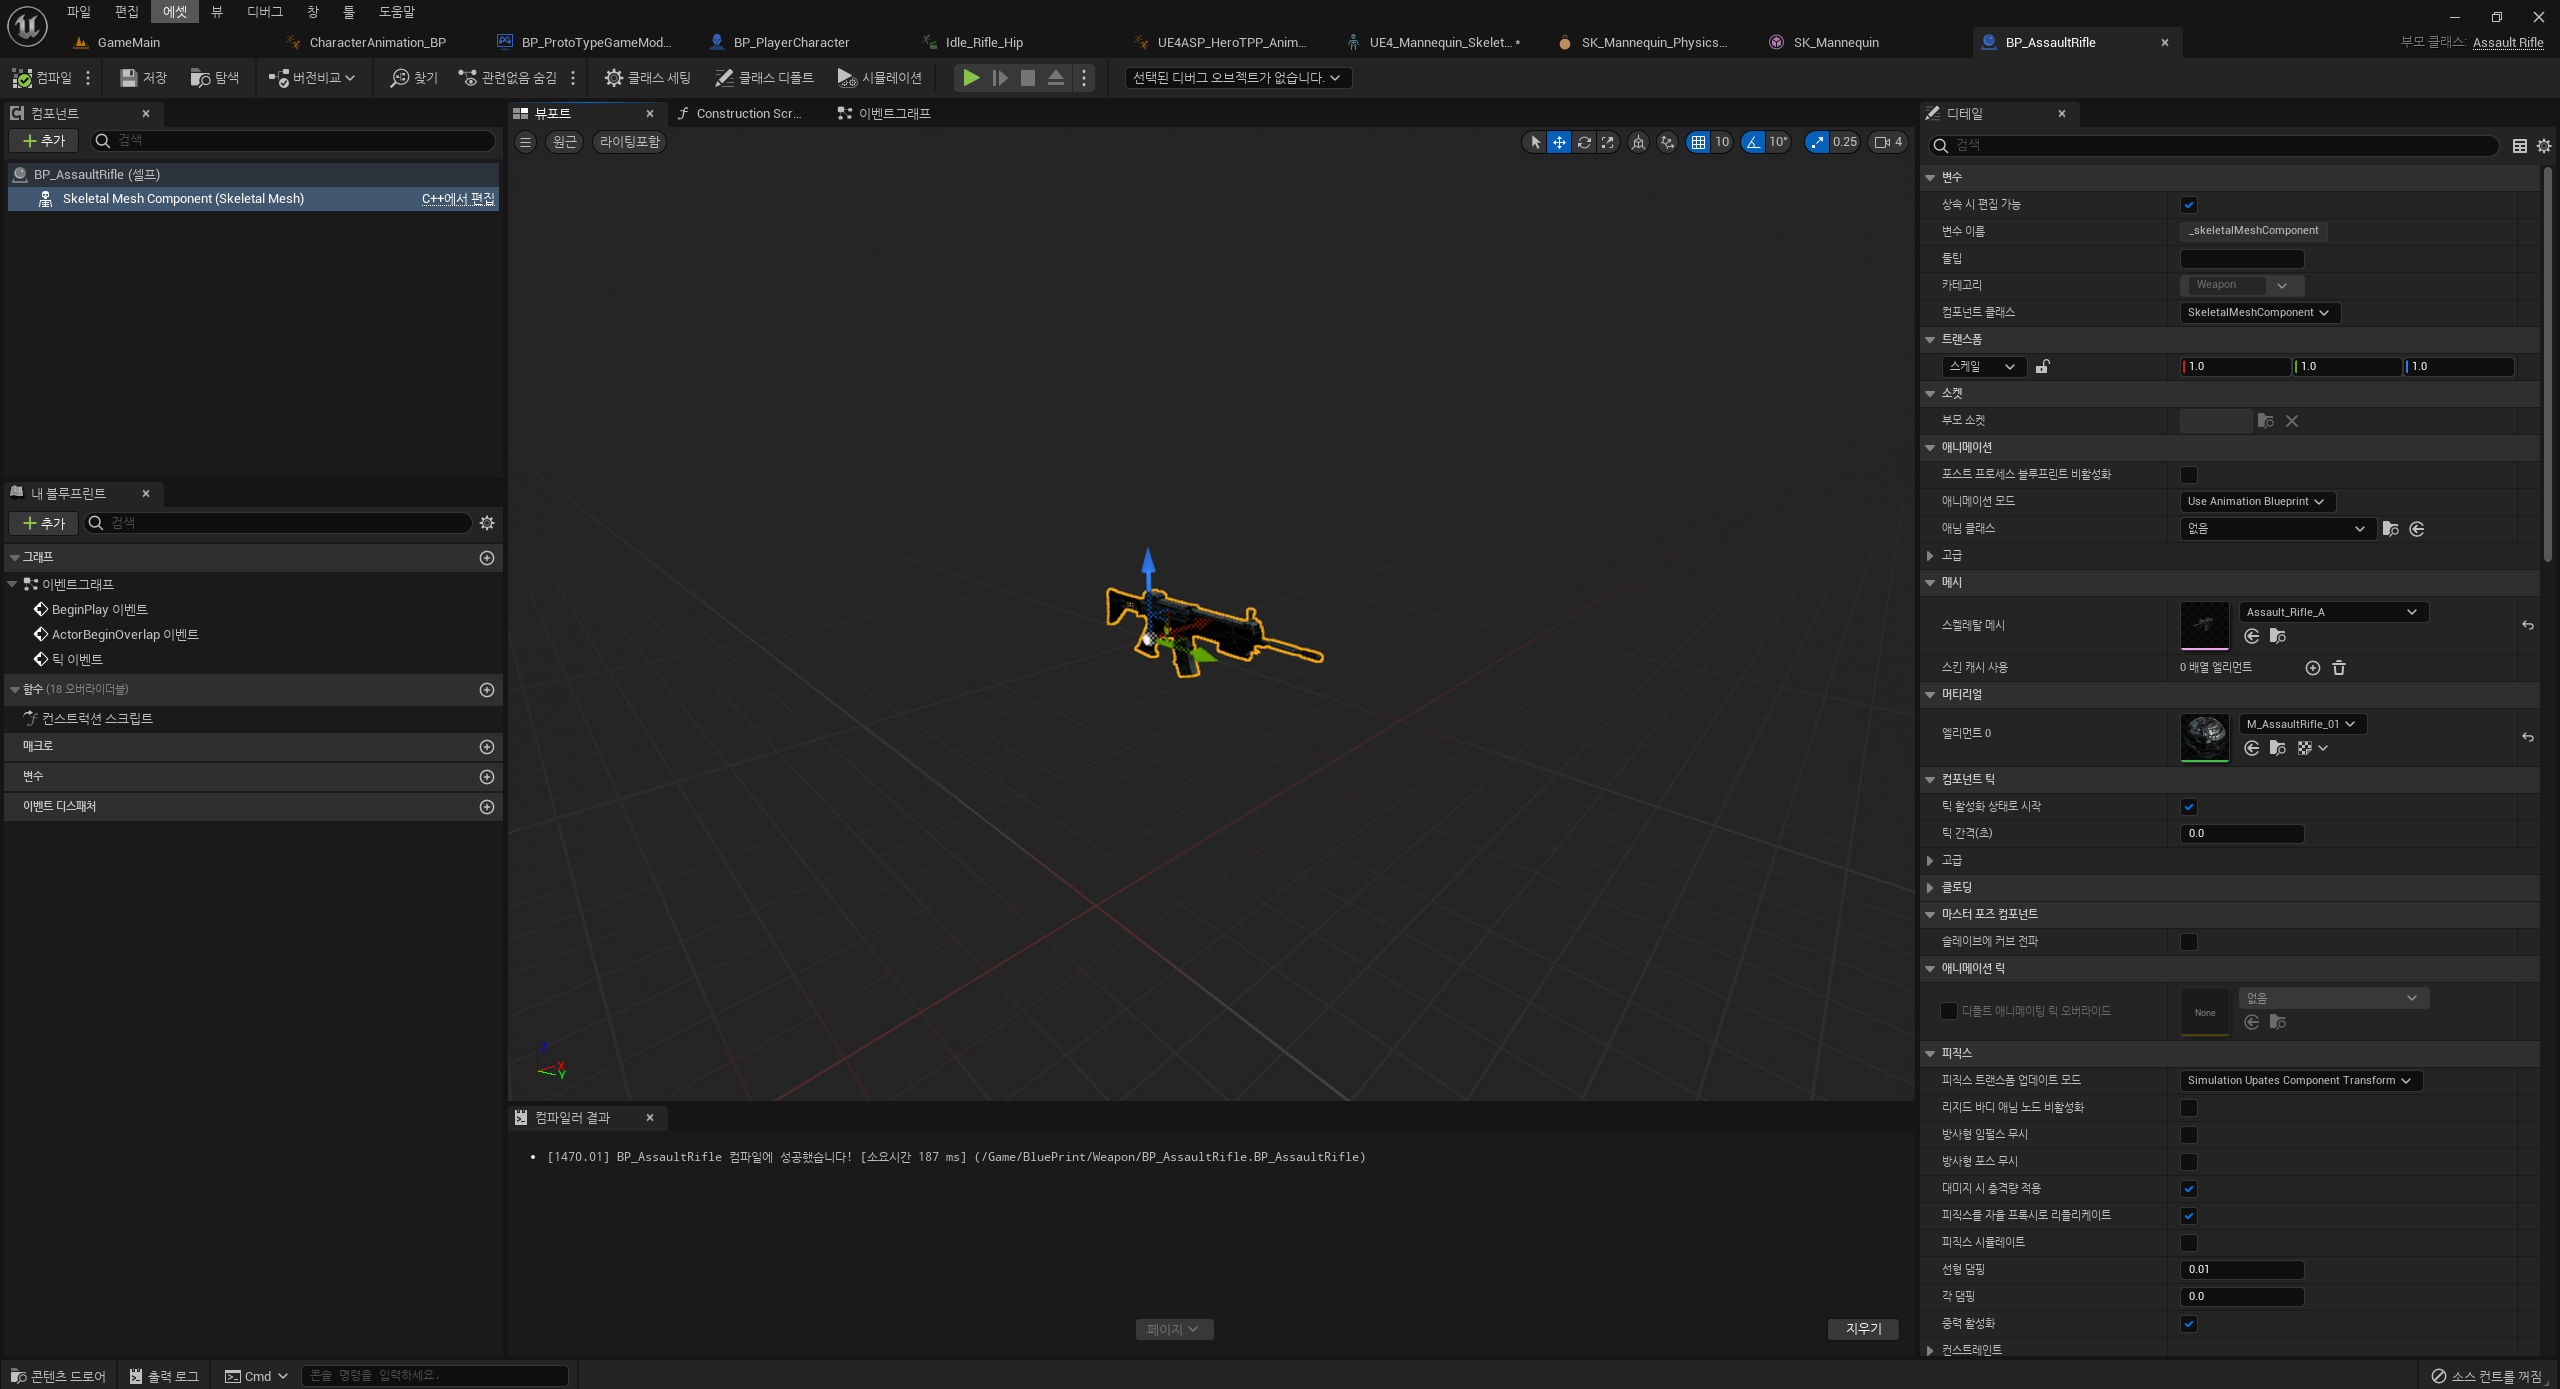 파일 편집 에셋 뷰 디버그 창 툴 도움말
GameMain CharacterAnimation_BP BP_ProtoTypeGameMod... BP_PlayerCharacter Idle_Rifle_Hip UE4ASP_HeroTPP_Anim... UE4_Mannequin_Skelet...• SK_Mannequin_Physics... SK_Mannequin BP_AssaultRifle 부모 클래스: Assault Rifle
컴파일 저장 탐색 버전비교 찾기 관련없음 숨김 클래스 세팅 클래스 디폴트 시뮬레이션 선택된 디버그 오브젝트가 없습니다.
컴포넌트
추가 검색
BP_AssaultRifle (셀프)
Skeletal Mesh Component (Skeletal Mesh) C++에서 편집
내 블루프린트
추가 검색
그래프
이벤트그래프
BeginPlay 이벤트
ActorBeginOverlap 이벤트
틱 이벤트
함수 (18 오버라이더블)
컨스트럭션 스크립트
매크로
변수
이벤트 디스패처
뷰포트 Construction Scr... 이벤트그래프
원근 라이팅포함 10 10° 0.25 4
X
Y
컴파일러 결과
[1470.01] BP_AssaultRifle 컴파일에 성공했습니다! [소요시간 187 ms] (/Game/BluePrint/Weapon/BP_AssaultRifle.BP_AssaultRifle)
페이지 지우기
디테일
검색
변수
상속 시 편집 가능
변수 이름 _skeletalMeshComponent
툴팁
카테고리 Weapon
컴포넌트 클래스 SkeletalMeshComponent
트랜스폼
스케일 1.0 1.0 1.0
소켓
부모 소켓
애니메이션
포스트 프로세스 블루프린트 비활성화
애니메이션 모드 Use Animation Blueprint
애님 클래스 없음
고급
메시
스켈레탈 메시 Assault_Rifle_A
스킨 캐시 사용 0 배열 엘리먼트
머티리얼
엘리먼트 0 M_AssaultRifle_01
컴포넌트 틱
틱 활성화 상태로 시작
틱 간격(초) 0.0
고급
클로딩
마스터 포즈 컴포넌트
슬레이브에 커브 전파
애니메이션 릭
디폴트 애니메이팅 릭 오버라이드 None 없음
피직스
피직스 트랜스폼 업데이트 모드 Simulation Upates Component Transform
리지드 바디 애님 노드 비활성화
방사형 임펄스 무시
방사형 포스 무시
대미지 시 충격량 적용
피직스를 자율 프록시로 리플리케이트
피직스 시뮬레이트
선형 댐핑 0.01
각 댐핑 0.0
중력 활성화
컨스트레인트
콘텐츠 드로어 출력 로그 Cmd 콘솔 명령을 입력하세요. 소스 컨트롤 꺼짐